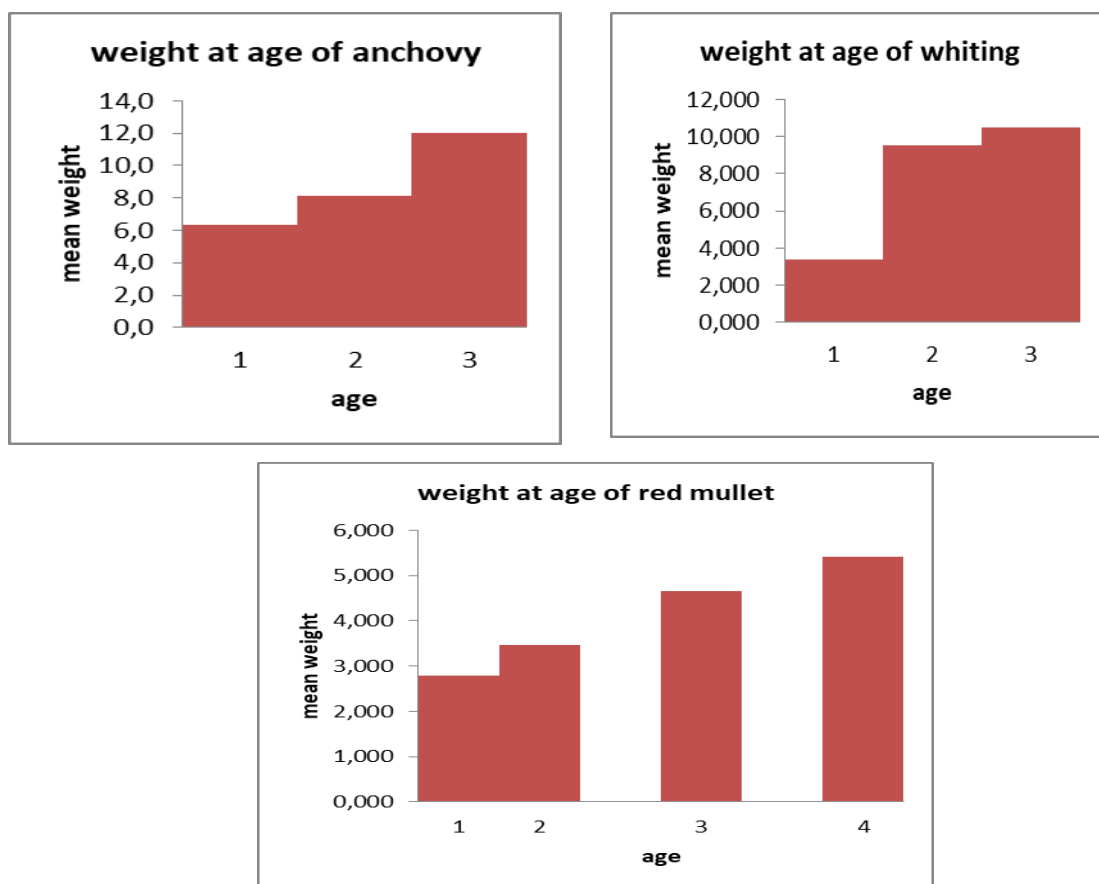 weight at age of anchovy
mean weight
14,0
12,0
10,0
8,0
6,0
4,0
2,0
0,0
1 2 3
age
weight at age of whiting
mean weight
12,000
10,000
8,000
6,000
4,000
2,000
0,000
1 2 3
age
weight at age of red mullet
mean weight
6,000
5,000
4,000
3,000
2,000
1,000
0,000
1 2 3 4
age